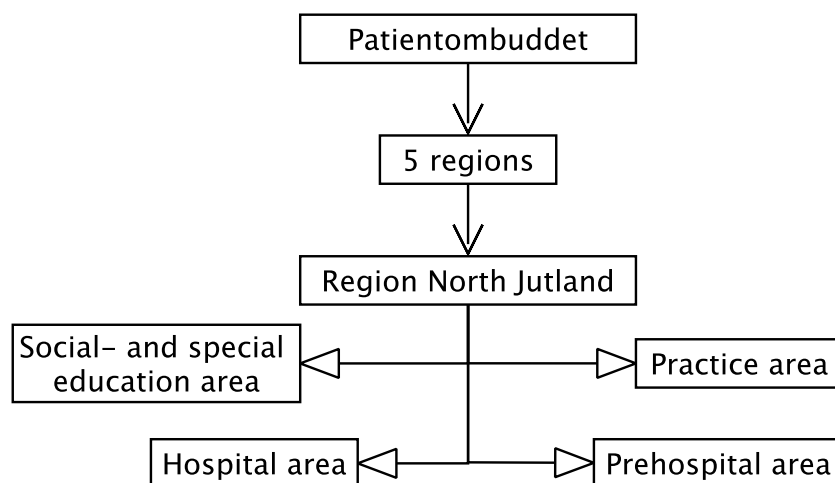 Patientombuddet
5 regions
Region North Jutland
Social- and special
education area
Practice area
Hospital area
Prehospital area